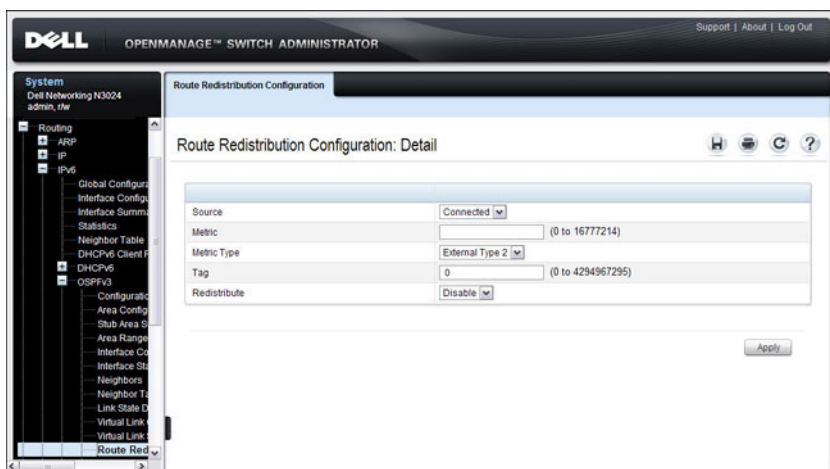 Support | About | Log Out
DELL OPENMANAGE™ SWITCH ADMINISTRATOR
System
Dell Networking N3024
admin, r/w
Routing
ARP
IP
IPv6
Global Configura
Interface Configu
Interface Summa
Statistics
Neighbor Table
DHCPv6 Client P
DHCPv6
OSPFv3
Configuratic
Area Config
Stub Area S
Area Range
Interface Co
Interface Sta
Neighbors
Neighbor Ta
Link State D
Virtual Link
Virtual Link
Route Red
Route Redistribution Configuration
Route Redistribution Configuration: Detail
Source Connected
Metric (0 to 16777214)
Metric Type External Type 2
Tag 0 (0 to 4294967295)
Redistribute Disable
Apply